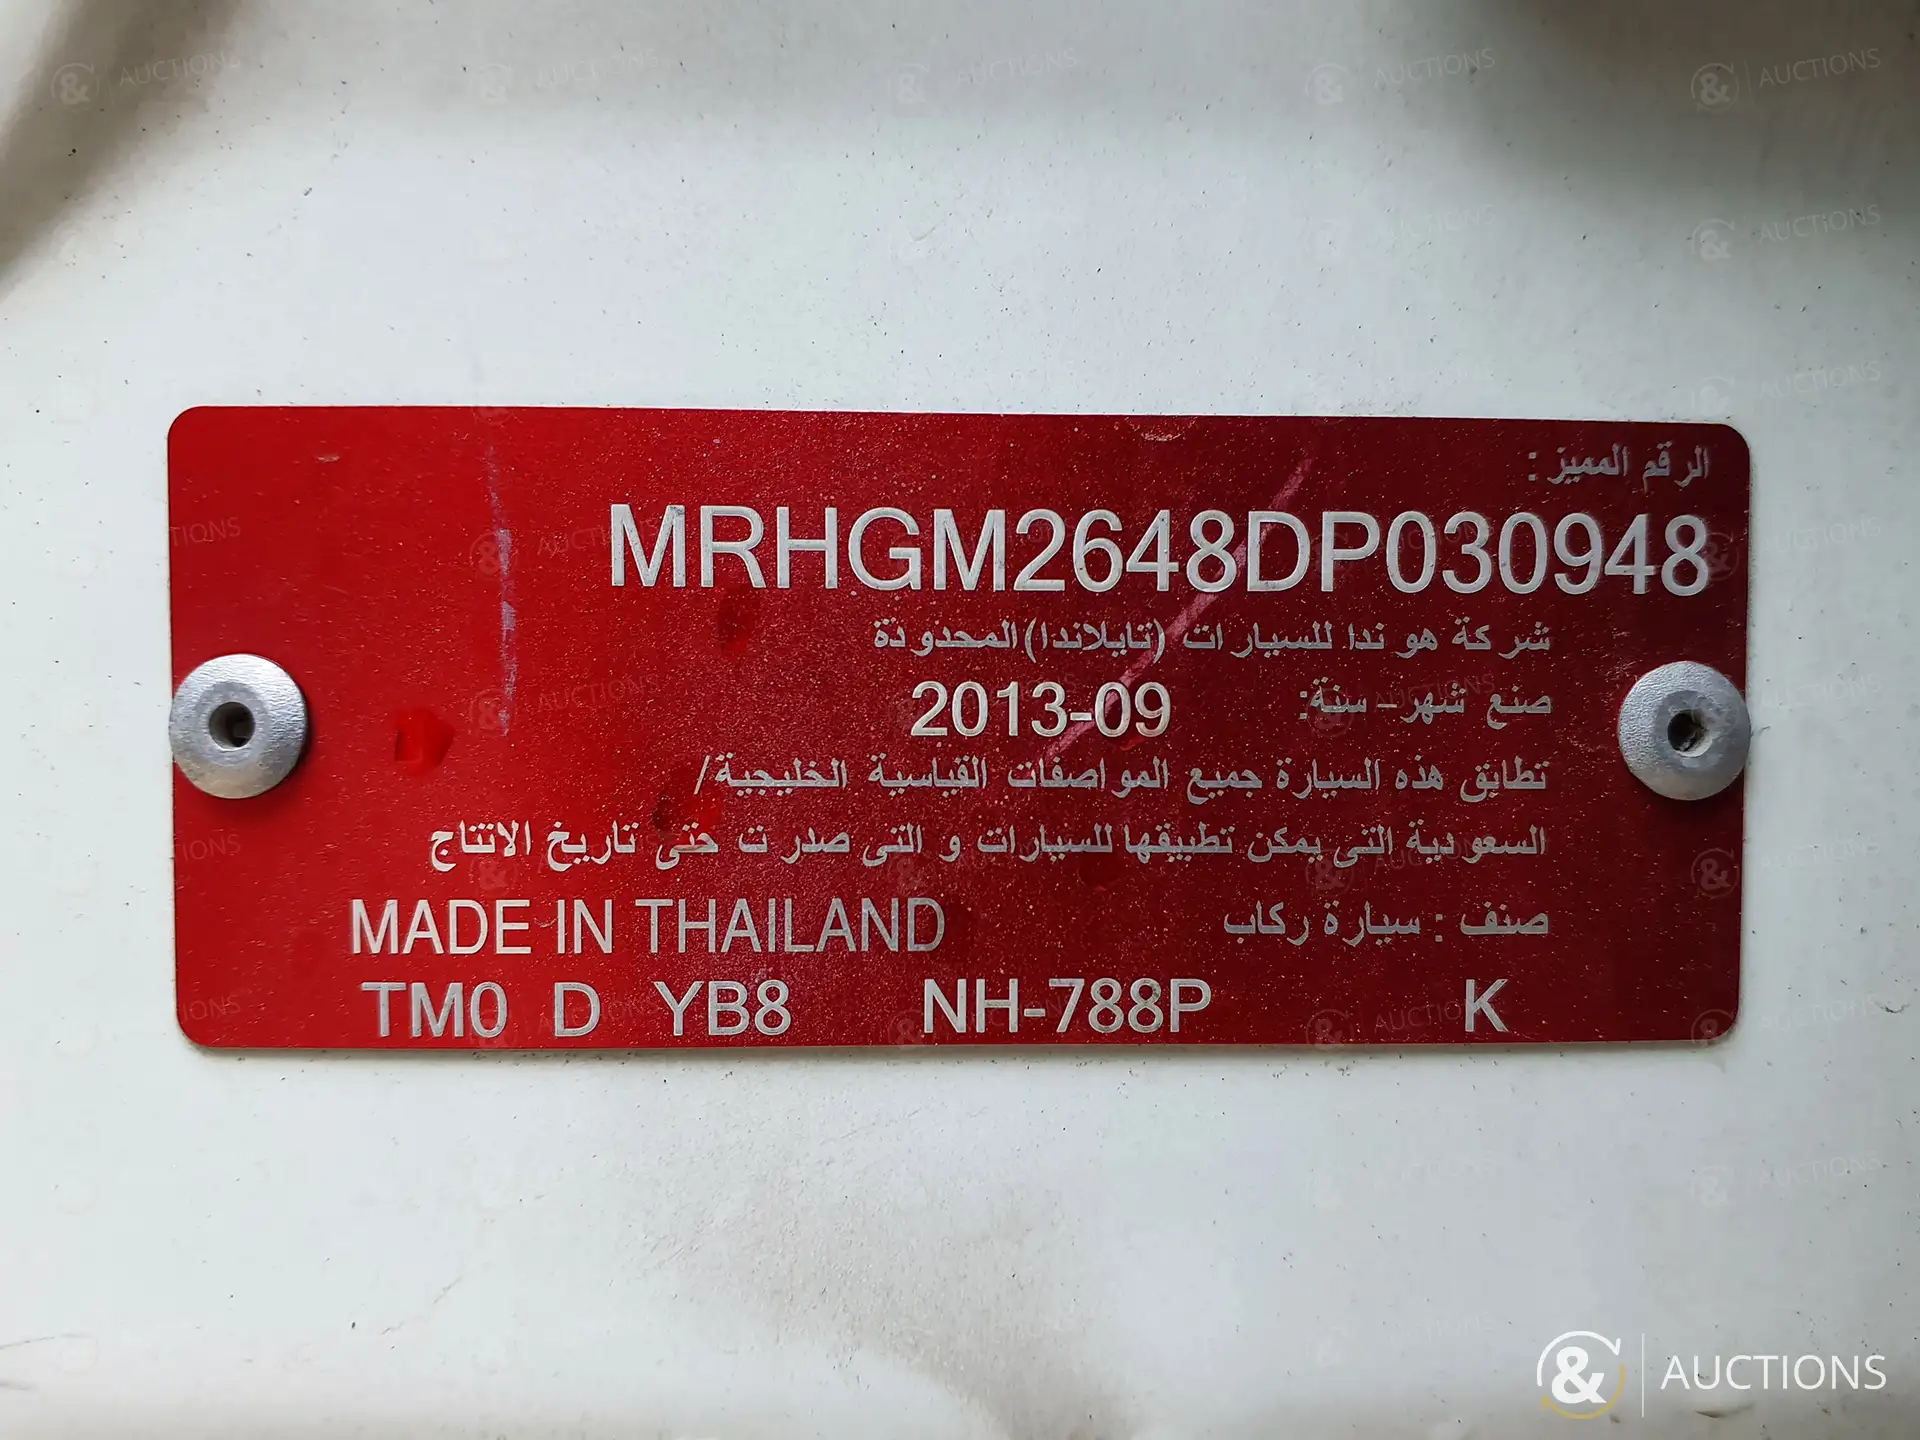 الرقم المميز :
MRHGM2648DP030948
شركة هوندا للسيارات (تايلاندا) المحدودة
صنع شهر - سنة: 2013-09
تطابق هذه السيارة جميع المواصفات القياسية الخليجية/
السعودية التى يمكن تطبيقها للسيارات و التى صدرت حتى تاريخ الانتاج
صنف : سيارة ركاب MADE IN THAILAND
TM0 D YB8 NH-788P K
& AUCTIONS